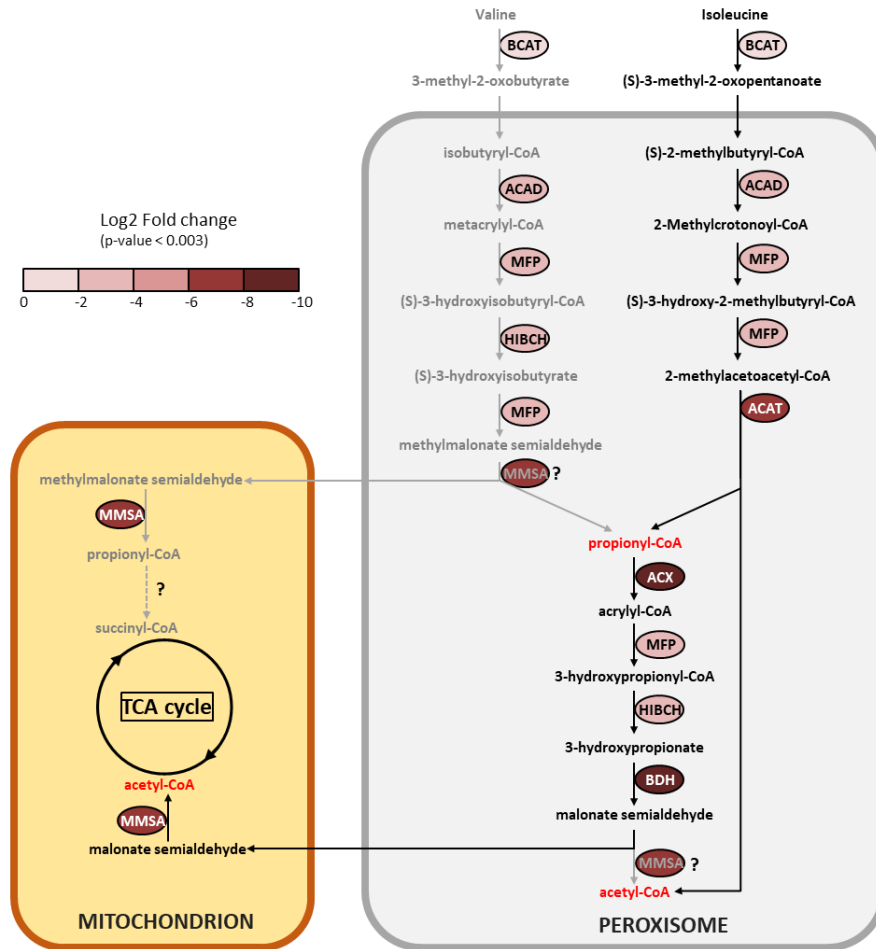 Valine
Isoleucine
BCAT
BCAT
3-methyl-2-oxobutyrate
(S)-3-methyl-2-oxopentanoate
isobutyryl-CoA
(S)-2-methylbutyryl-CoA
ACAD
ACAD
metacrylyl-CoA
2-Methylcrotonoyl-CoA
MFP
MFP
(S)-3-hydroxyisobutyryl-CoA
(S)-3-hydroxy-2-methylbutyryl-CoA
HIBCH
MFP
(S)-3-hydroxyisobutyrate
2-methylacetoacetyl-CoA
MFP
ACAT
methylmalonate semialdehyde
MMSA ?
Log2 Fold change
(p-value < 0.003)
0 -2 -4 -6 -8 -10
methylmalonate semialdehyde
MMSA
propionyl-CoA
?
succinyl-CoA
TCA cycle
acetyl-CoA
MMSA
malonate semialdehyde
MITOCHONDRION
propionyl-CoA
ACX
acrylyl-CoA
MFP
3-hydroxypropionyl-CoA
HIBCH
3-hydroxypropionate
BDH
malonate semialdehyde
MMSA ?
acetyl-CoA
PEROXISOME